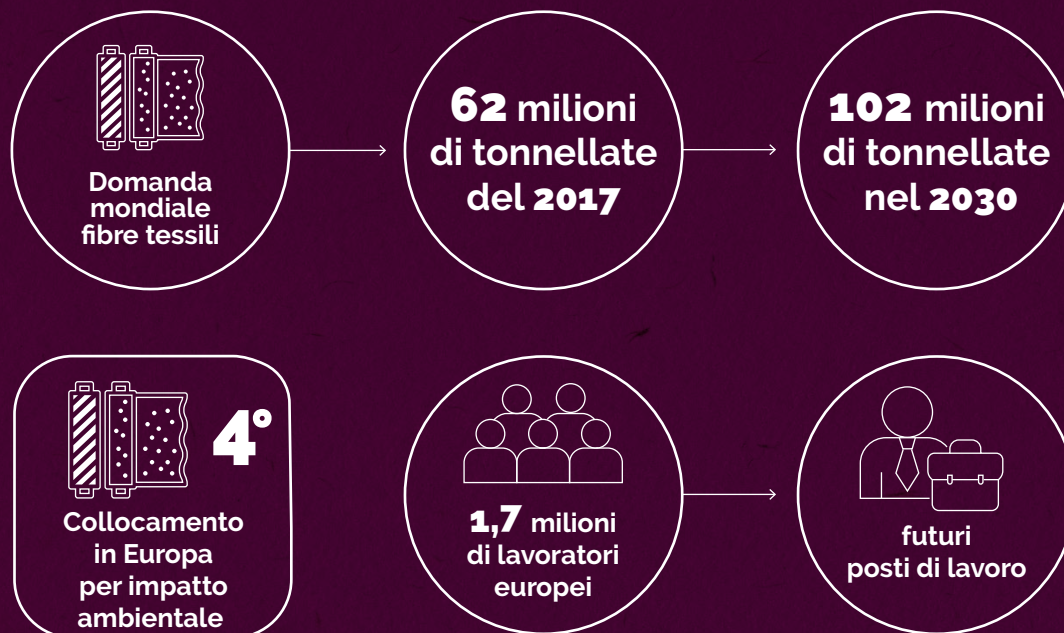 Domanda
mondiale
fibre tessili
62 milioni
di tonnellate
del 2017
102 milioni
di tonnellate
nel 2030
4°
Collocamento
in Europa
per impatto
ambientale
1,7 milioni
di lavoratori
europei
futuri
posti di lavoro